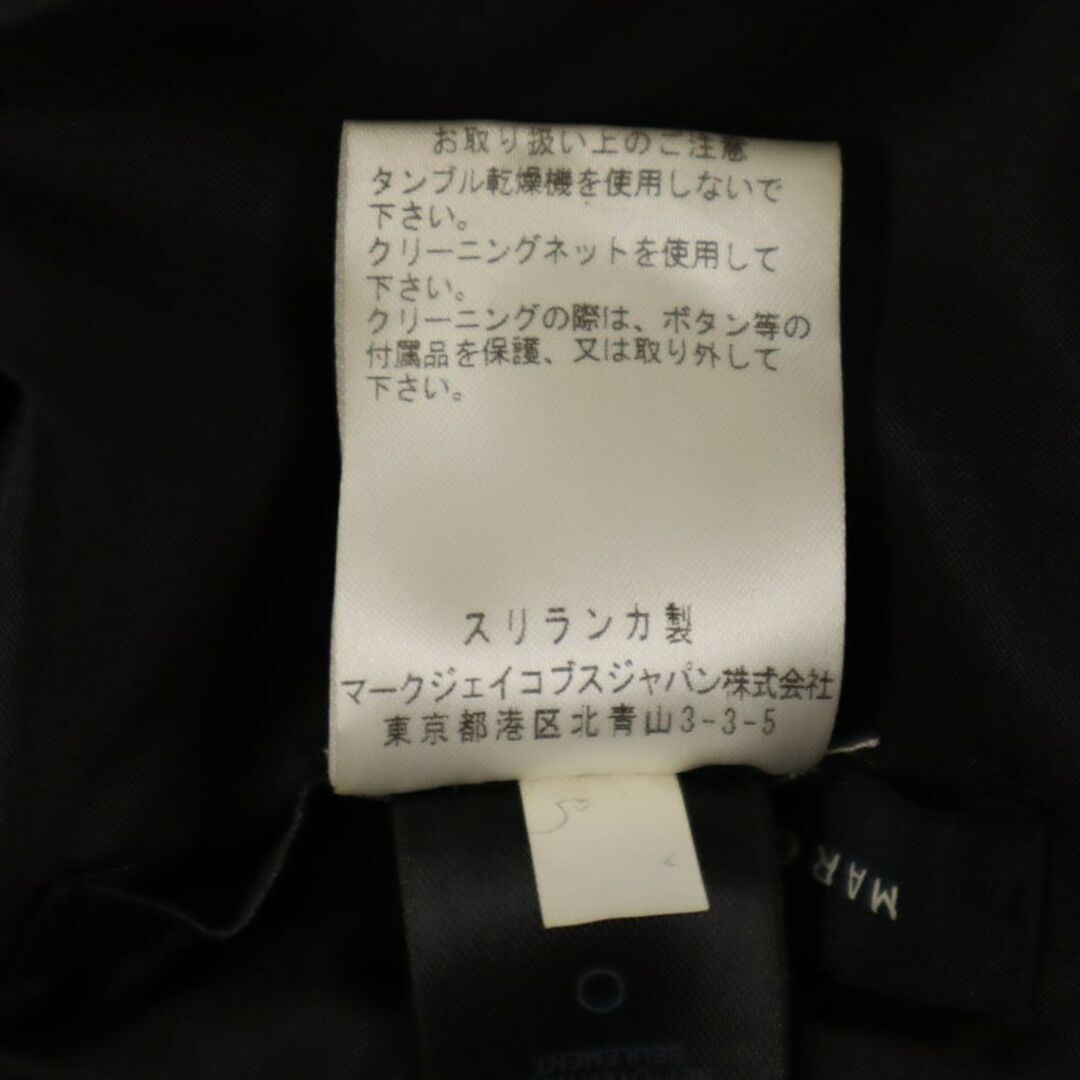 お取り扱い上のご注意
タンブル乾燥機を使用しないで
下さい。
クリーニングネットを使用して
下さい。
クリーニングの際は、ボタン等の
付属品を保護、又は取り外して
下さい。
スリランカ製
マークジェイコブスジャパン株式会社
東京都港区北青山3-3-5
MARC
SEULEMENT